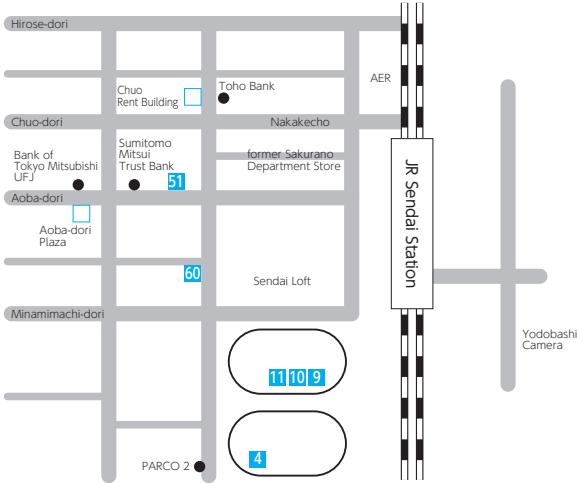 Hirose-dori
AER
Chuo
Rent Building
Toho Bank
Chuo-dori
Nakakecho
Bank of
Tokyo Mitsubishi
UFJ
Sumitomo
Mitsui
Trust Bank
51
former Sakurano
Department Store
JR Sendai Station
Aoba-dori
Aoba-dori
Plaza
60
Sendai Loft
Minamimachi-dori
Yodobashi
Camera
11 10 9
4
PARCO 2